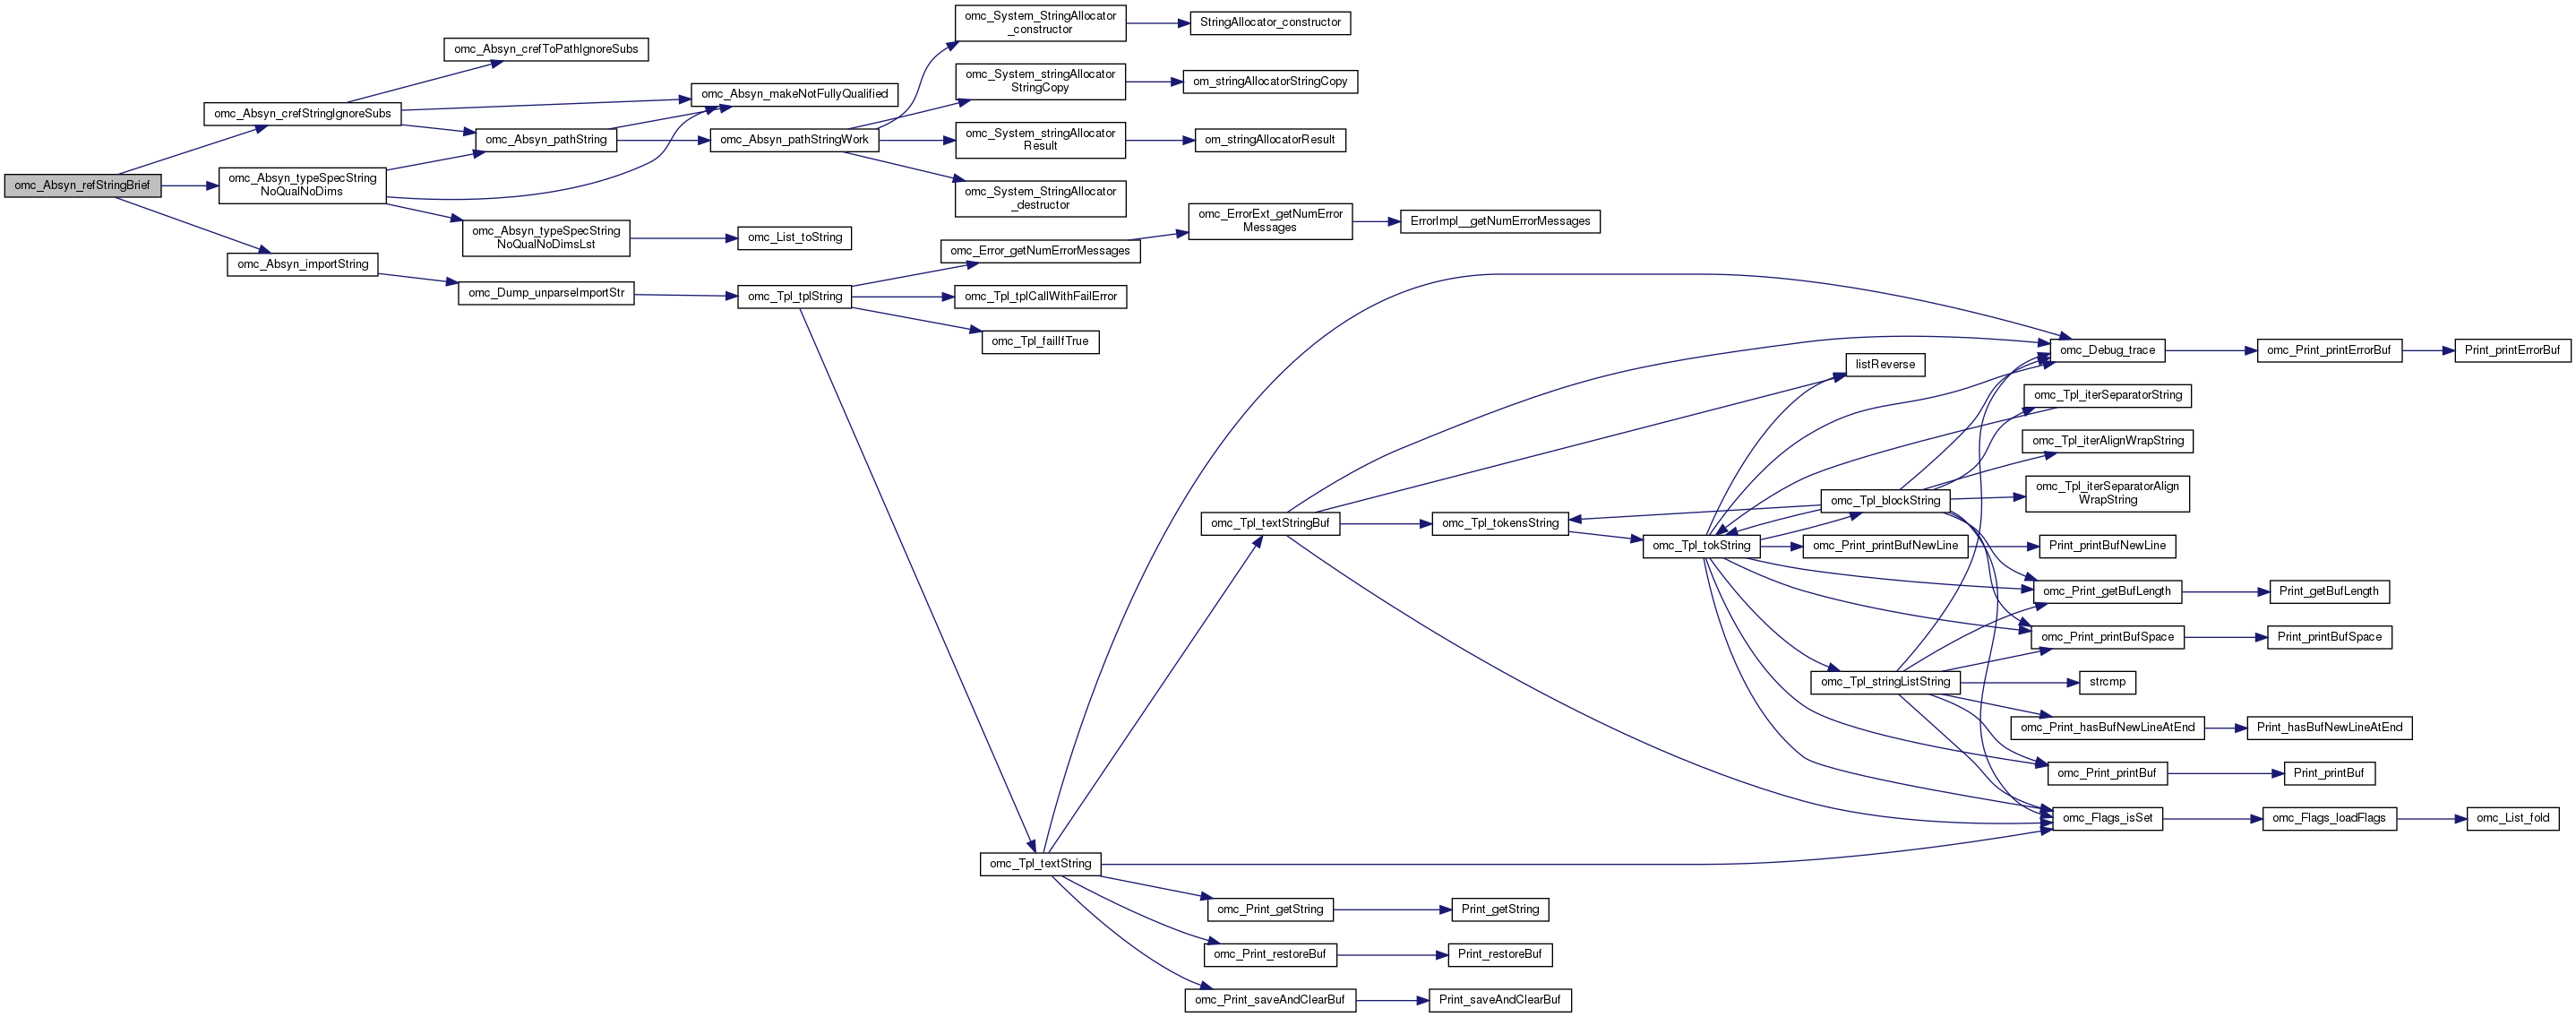 omc_Absyn_refStringBrief
omc_Absyn_crefStringIgnoreSubs
omc_Absyn_typeSpecString
NoQualNoDims
omc_Absyn_importString
omc_Absyn_crefToPathIgnoreSubs
omc_Absyn_pathString
omc_Absyn_typeSpecString
NoQualNoDimsLst
omc_Dump_unparseImportStr
omc_Absyn_makeNotFullyQualified
omc_Absyn_pathStringWork
omc_List_toString
omc_Tpl_tplString
omc_System_StringAllocator
_constructor
omc_System_stringAllocator
StringCopy
omc_System_stringAllocator
Result
omc_System_StringAllocator
_destructor
omc_Error_getNumErrorMessages
omc_Tpl_tplCallWithFailError
omc_Tpl_failIfTrue
omc_Tpl_textString
StringAllocator_constructor
om_stringAllocatorStringCopy
om_stringAllocatorResult
omc_ErrorExt_getNumError
Messages
ErrorImpl__getNumErrorMessages
omc_Tpl_textStringBuf
omc_Print_getString
omc_Print_restoreBuf
omc_Print_saveAndClearBuf
omc_Tpl_tokensString
Print_getString
Print_restoreBuf
Print_saveAndClearBuf
omc_Tpl_tokString
listReverse
omc_Tpl_blockString
omc_Print_printBufNewLine
omc_Tpl_stringListString
omc_Debug_trace
omc_Tpl_iterSeparatorString
omc_Tpl_iterAlignWrapString
omc_Tpl_iterSeparatorAlign
WrapString
Print_printBufNewLine
omc_Print_getBufLength
omc_Print_printBufSpace
strcmp
omc_Print_hasBufNewLineAtEnd
omc_Print_printBuf
omc_Flags_isSet
omc_Print_printErrorBuf
Print_getBufLength
Print_printBufSpace
Print_hasBufNewLineAtEnd
Print_printBuf
omc_Flags_loadFlags
Print_printErrorBuf
omc_List_fold